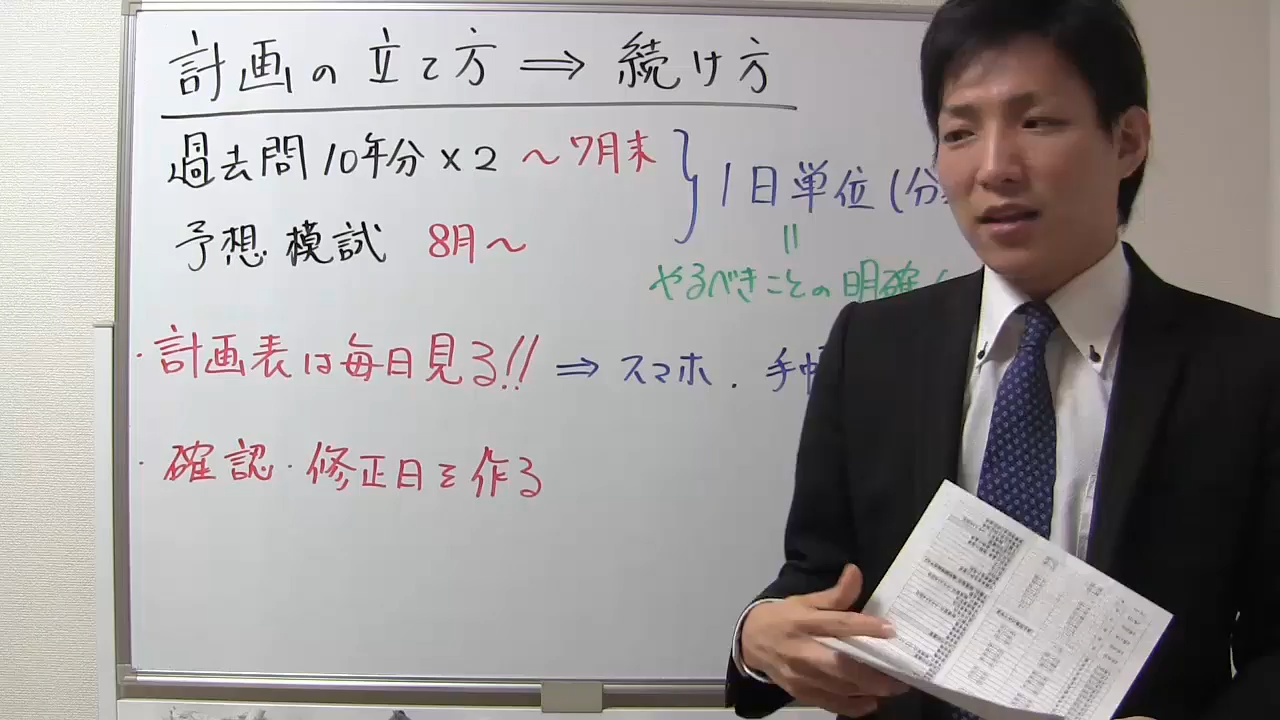 計画の立て方 ⇒ 続け方
過去問10年分×2 〜7月末
1日単位(分
予想模試 8月〜
||
やるべきことの明確
・計画表は毎日見る!! ⇒ スマホ.手帳
・確認・修正日を作る